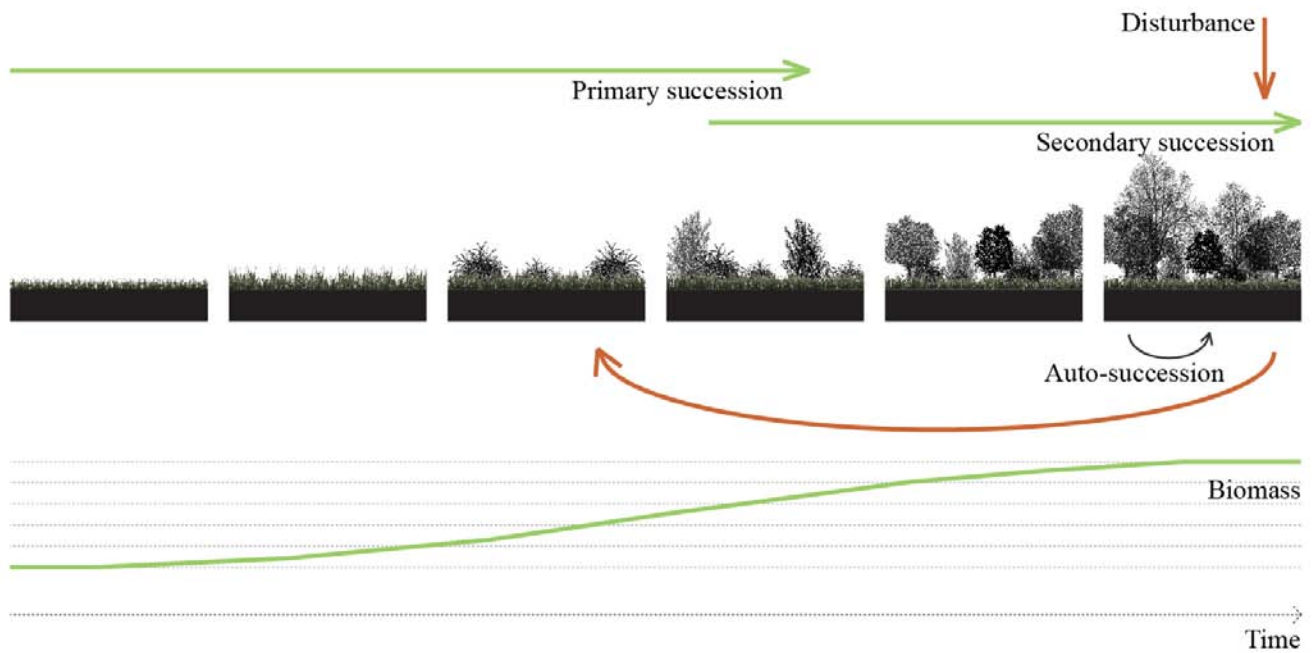 Disturbance
Primary succession
Secondary succession
Auto-succession
Biomass
Time